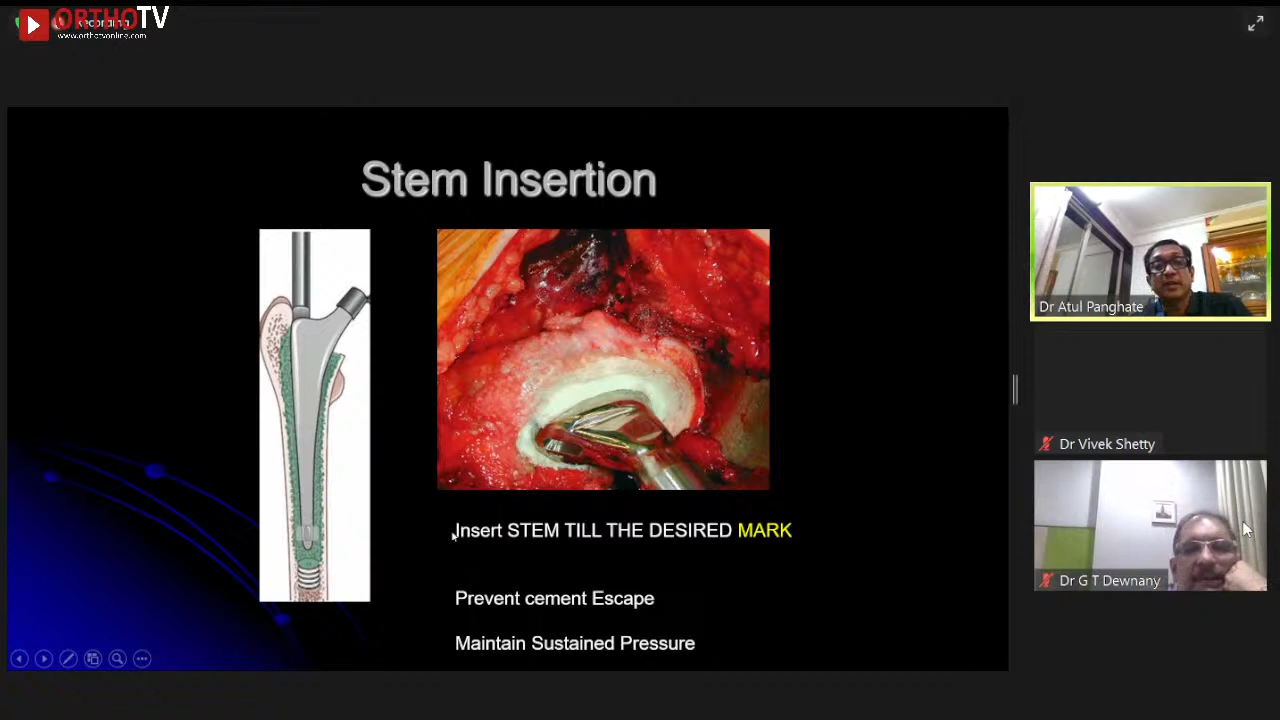 ORTHOTV
Recording
www.orthotvonline.com
Stem Insertion
Insert STEM TILL THE DESIRED MARK
Prevent cement Escape
Maintain Sustained Pressure
Dr Atul Panghate
Dr Vivek Shetty
Dr G T Dewnany